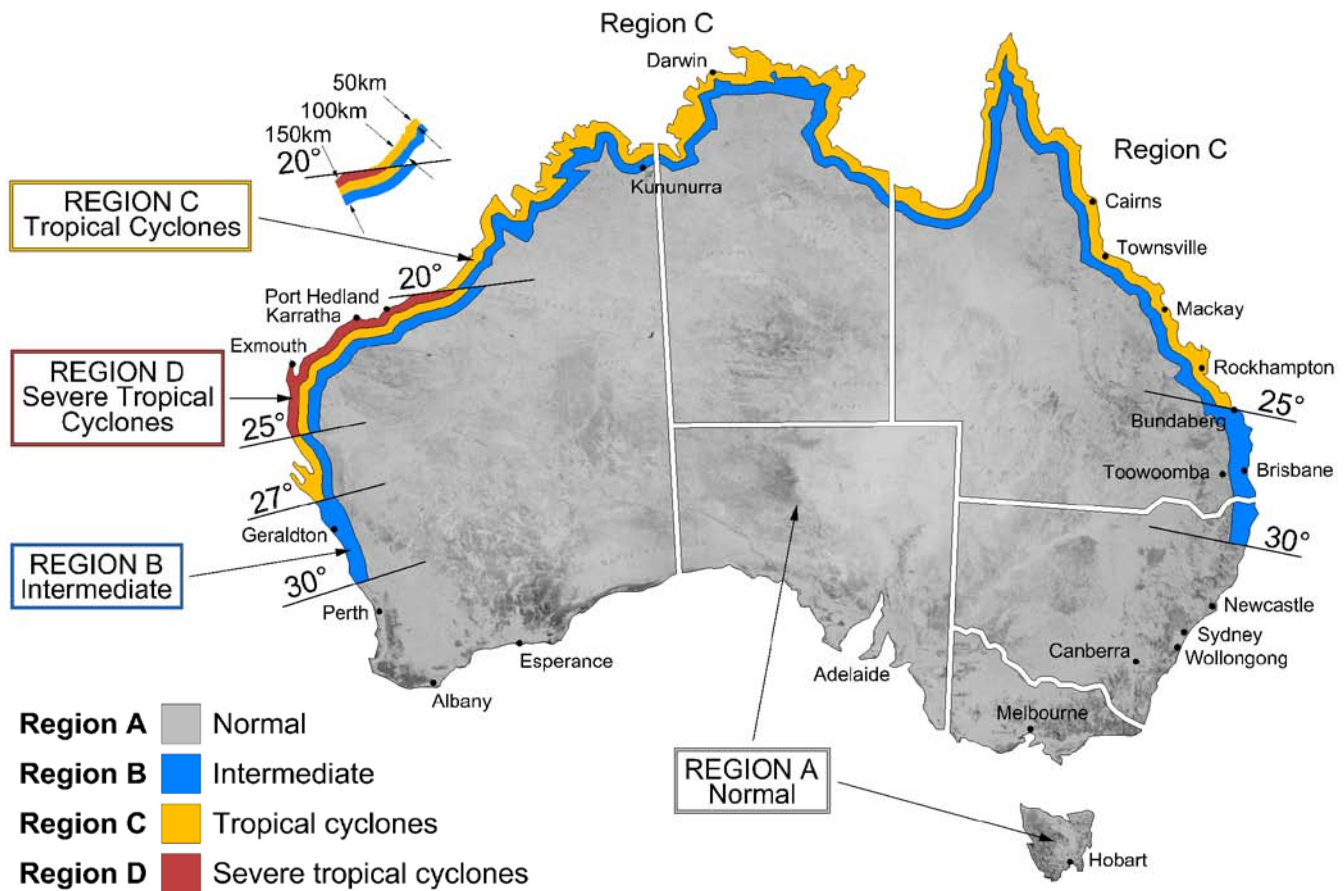 Region C
Darwin
50km
100km
150km
20°
Region C
REGION C
Tropical Cyclones
Kununurra
Cairns
Townsville
20°
Port Hedland
Karratha
Mackay
Exmouth
REGION D
Severe Tropical
Cyclones
Rockhampton
25°
25°
Bundaberg
Toowoomba
Brisbane
27°
Geraldton
30°
REGION B
Intermediate
30°
Perth
Newcastle
Sydney
Wollongong
Canberra
Esperance
Adelaide
Albany
Melbourne
Region A Normal
Region B Intermediate
Region C Tropical cyclones
Region D Severe tropical cyclones
REGION A
Normal
Hobart